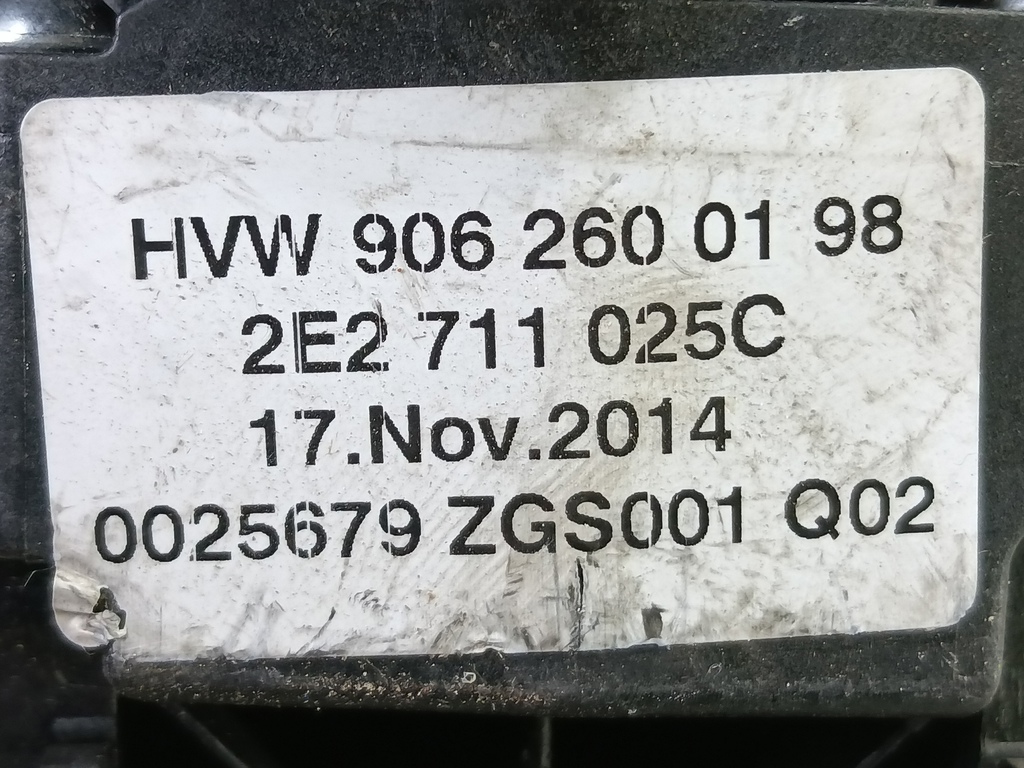 HVW 906 260 01 98
2E2 711 025C
17.Nov.2014
0025679 ZGS001 Q02